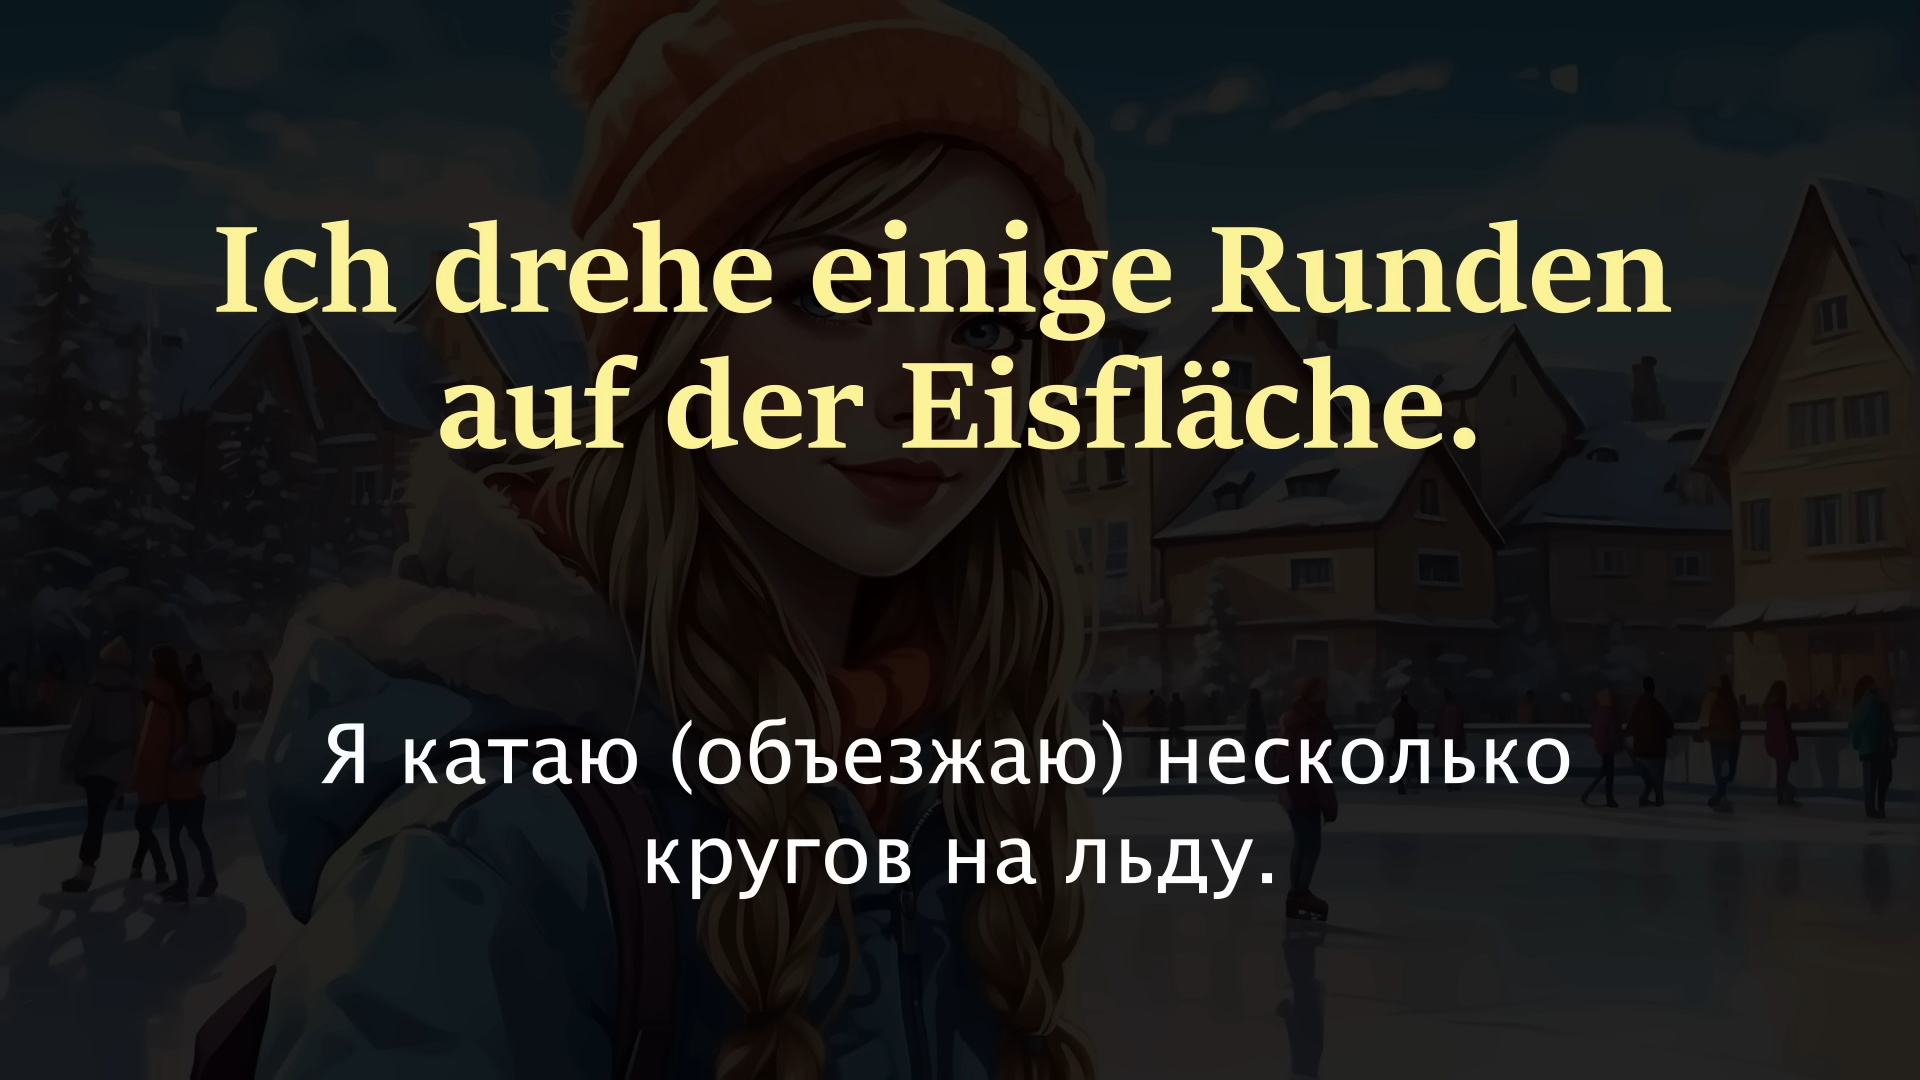 Ich drehe einige Runden
auf der Eisfläche.
Я катаю (объезжаю) несколько
кругов на льду.